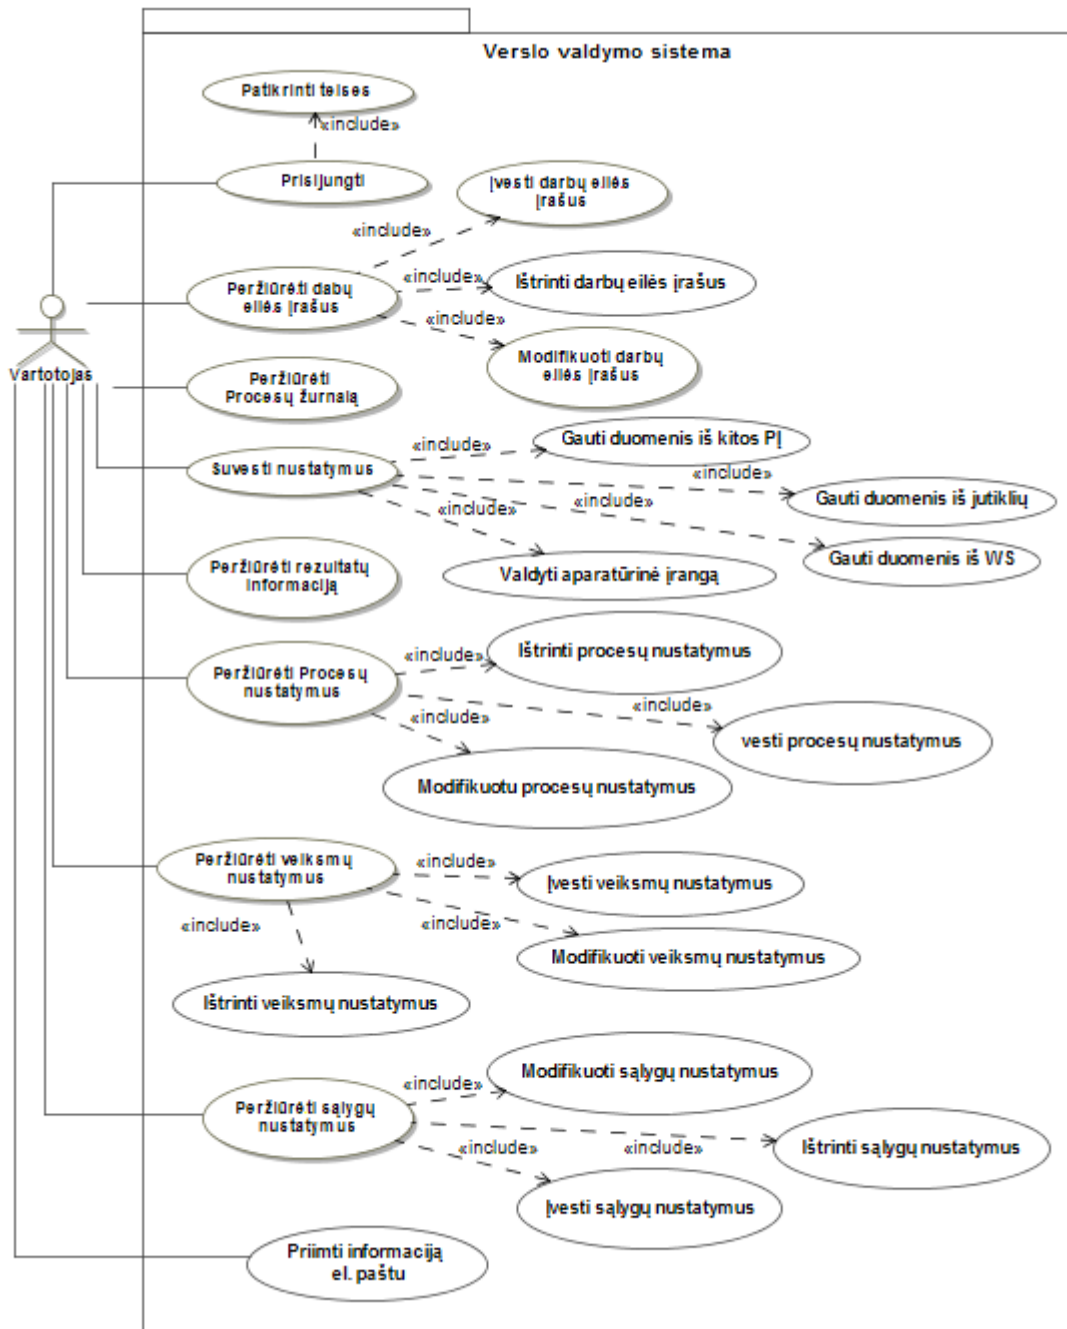 Verslo valdymo sistema
Patikrinti teises
«include»
Prisijungti
Įvesti darbų eilės
įrašus
«include»
Peržiūrėti dabų
eilės įrašus
«include»
Ištrinti darbų eilės įrašus
«include»
Modifikuoti darbų
eilės įrašus
Vartotojas
Peržiūrėti
Procesų žurnalą
Suvesti nustatymus
«include»
Gauti duomenis iš kitos PĮ
«include»
Gauti duomenis iš jutiklių
«include»
«include»
Gauti duomenis iš WS
Valdyti aparatūrinė įrangą
Peržiūrėti rezultatų
informaciją
Peržiūrėti Procesų
nustatymus
«include»
Ištrinti procesų nustatymus
«include»
«include»
vesti procesų nustatymus
Modifikuotu procesų nustatymus
Peržiūrėti veiksmų
nustatymus
«include»
Įvesti veiksmų nustatymus
«include»
«include»
Modifikuoti veiksmų nustatymus
Ištrinti veiksmų nustatymus
Modifikuoti sąlygų nustatymus
«include»
Peržiūrėti sąlygų
nustatymus
«include»
«include»
Ištrinti sąlygų nustatymus
Įvesti sąlygų nustatymus
Priimti informaciją
el. paštu